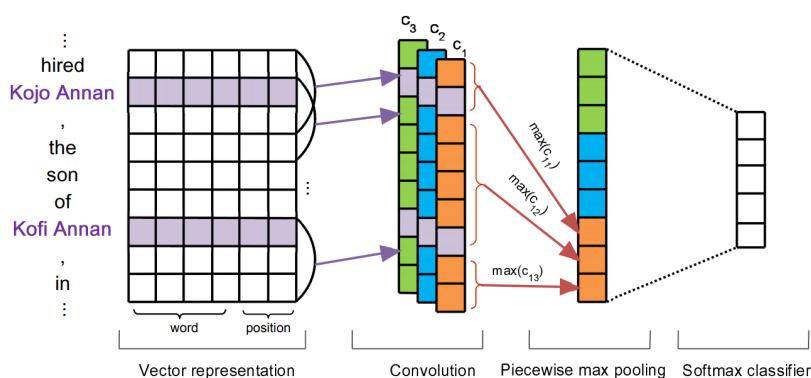 ...
hired
Kojo Annan
,
the
son
of
Kofi Annan
,
in
...
...
word
position
c3
c2
c1
max(c11)
max(c12)
max(c13)
Vector representation
Convolution
Piecewise max pooling
Softmax classifier